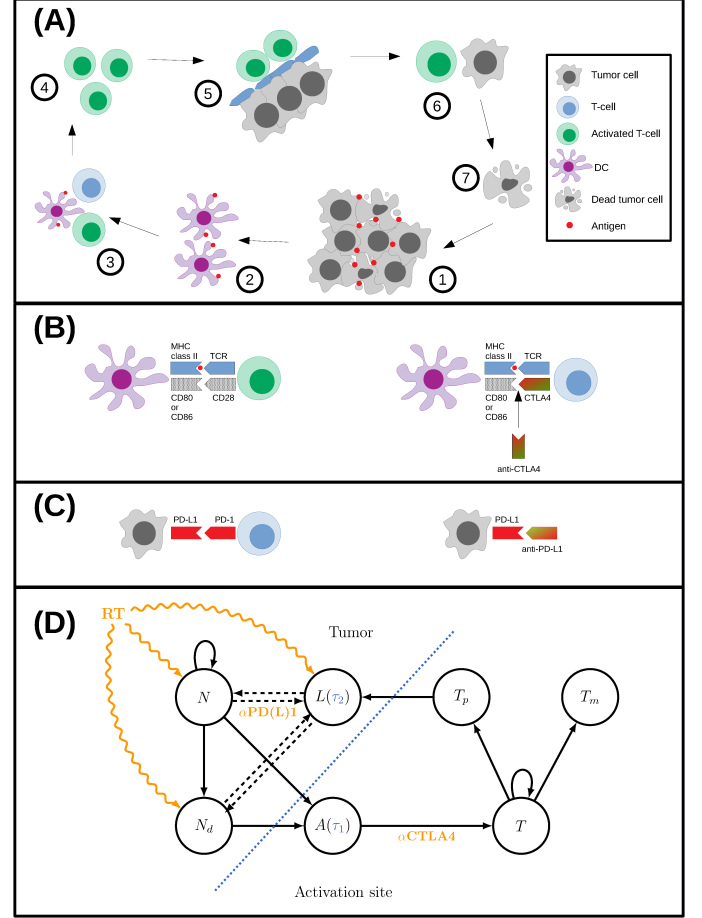 (A)
4
5
6
7
3
2
1
Tumor cell
T-cell
Activated T-cell
DC
Dead tumor cell
Antigen
(B)
MHC
class II
TCR
CD80
or
CD86
CD28
MHC
class II
TCR
CD80
or
CD86
CTLA4
anti-CTLA4
(C)
PD-L1
PD-1
PD-L1
anti-PD-L1
(D)
RT
Tumor
N
L(τ₂)
Tₚ
Tₘ
αPD(L)1
N_d
A(τ₁)
T
αCTLA4
Activation site